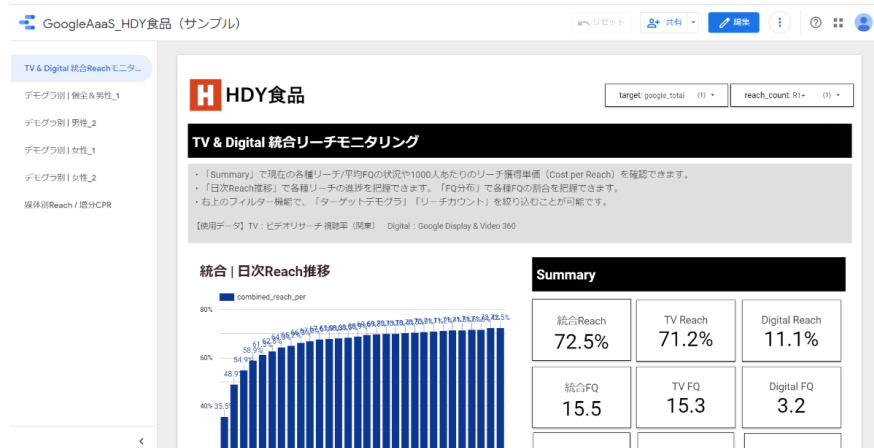 GoogleAaaS_HDY食品（サンプル）
リセット
共有
編集
TV & Digital 統合Reachモニタ...
デモグラ別 | 個全&男性_1
デモグラ別 | 男性_2
デモグラ別 | 女性_1
デモグラ別 | 女性_2
媒体別Reach / 増分CPR
H HDY食品
target: google_total (1)
reach_count: R1+ (1)
TV & Digital 統合リーチモニタリング
・「Summary」で現在の各種リーチ/平均FQの状況や1000人あたりのリーチ獲得単価（Cost per Reach）を確認できます。
・「日次Reach推移」で各種リーチの進捗を把握できます。「FQ分布」で各種FQの割合を把握できます。
・右上のフィルター機能で、「ターゲットデモグラ」「リーチカウント」を絞り込むことが可能です。
【使用データ】TV：ビデオリサーチ 視聴率（関東） Digital：Google Display & Video 360
統合 | 日次Reach推移
combined_reach_per
80%
60%
40%
35.5
48.9
54.9
58.9%
72.5%
Summary
統合Reach
72.5%
TV Reach
71.2%
Digital Reach
11.1%
統合FQ
15.5
TV FQ
15.3
Digital FQ
3.2